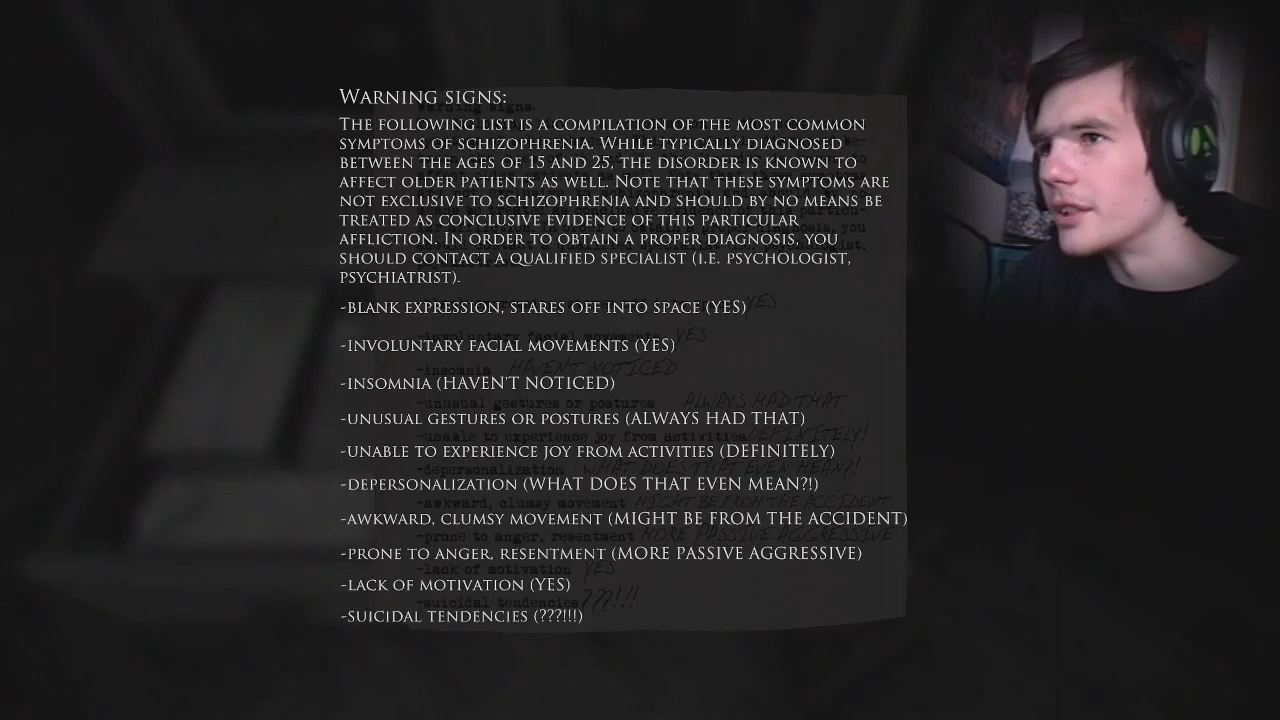 WARNING SIGNS:
THE FOLLOWING LIST IS A COMPILATION OF THE MOST COMMON
SYMPTOMS OF SCHIZOPHRENIA. WHILE TYPICALLY DIAGNOSED
BETWEEN THE AGES OF 15 AND 25, THE DISORDER IS KNOWN TO
AFFECT OLDER PATIENTS AS WELL. NOTE THAT THESE SYMPTOMS ARE
NOT EXCLUSIVE TO SCHIZOPHRENIA AND SHOULD BY NO MEANS BE
TREATED AS CONCLUSIVE EVIDENCE OF THIS PARTICULAR
AFFLICTION. IN ORDER TO OBTAIN A PROPER DIAGNOSIS, YOU
SHOULD CONTACT A QUALIFIED SPECIALIST (I.E. PSYCHOLOGIST,
PSYCHIATRIST).
-BLANK EXPRESSION, STARES OFF INTO SPACE (YES)
-INVOLUNTARY FACIAL MOVEMENTS (YES)
-INSOMNIA (HAVEN'T NOTICED)
-UNUSUAL GESTURES OR POSTURES (ALWAYS HAD THAT)
-UNABLE TO EXPERIENCE JOY FROM ACTIVITIES (DEFINITELY)
-DEPERSONALIZATION (WHAT DOES THAT EVEN MEAN?!)
-AWKWARD, CLUMSY MOVEMENT (MIGHT BE FROM THE ACCIDENT)
-PRONE TO ANGER, RESENTMENT (MORE PASSIVE AGGRESSIVE)
-LACK OF MOTIVATION (YES)
-SUICIDAL TENDENCIES (???!!!)